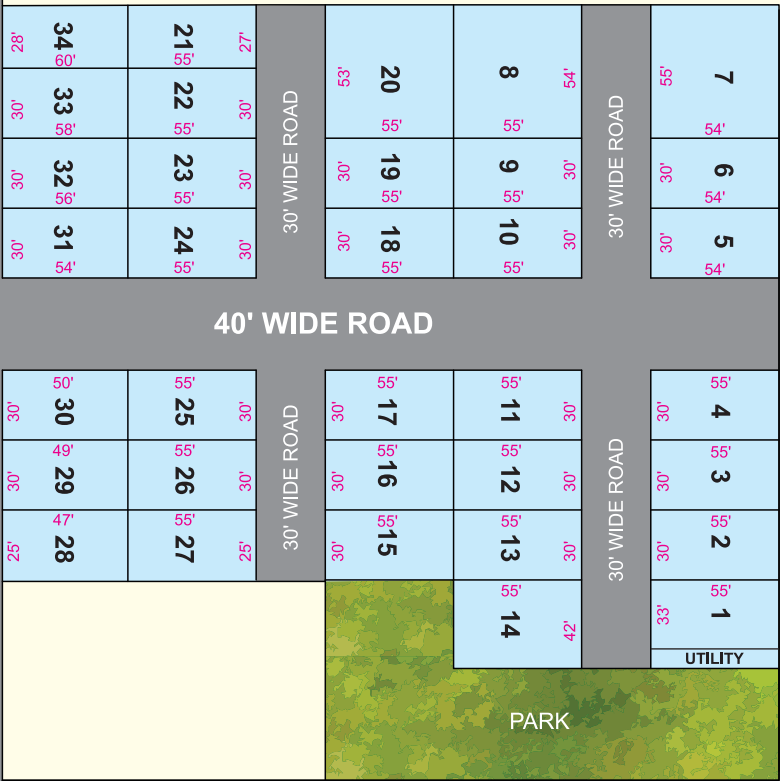 28' 34 60'
21 55' 27'
30' 33 58'
22 55' 30'
30' 32 56'
23 55' 30'
30' 31 54'
24 55' 30'
30' WIDE ROAD
53' 20 55'
8 54' 55'
30' 19 55'
9 30' 55'
30' 18 55'
10 30' 55'
30' WIDE ROAD
55' 7 54'
30' 6 54'
30' 5 54'
40' WIDE ROAD
50' 30' 30
55' 25 30'
49' 30' 29
55' 26 30'
47' 25' 28
55' 27 25'
30' WIDE ROAD
55' 30' 17
55' 11 30'
55' 30' 16
55' 12 30'
55' 30' 15
55' 13 30'
55' 14 42'
30' WIDE ROAD
55' 30' 4
55' 30' 3
55' 30' 2
55' 33' 1
UTILITY
PARK